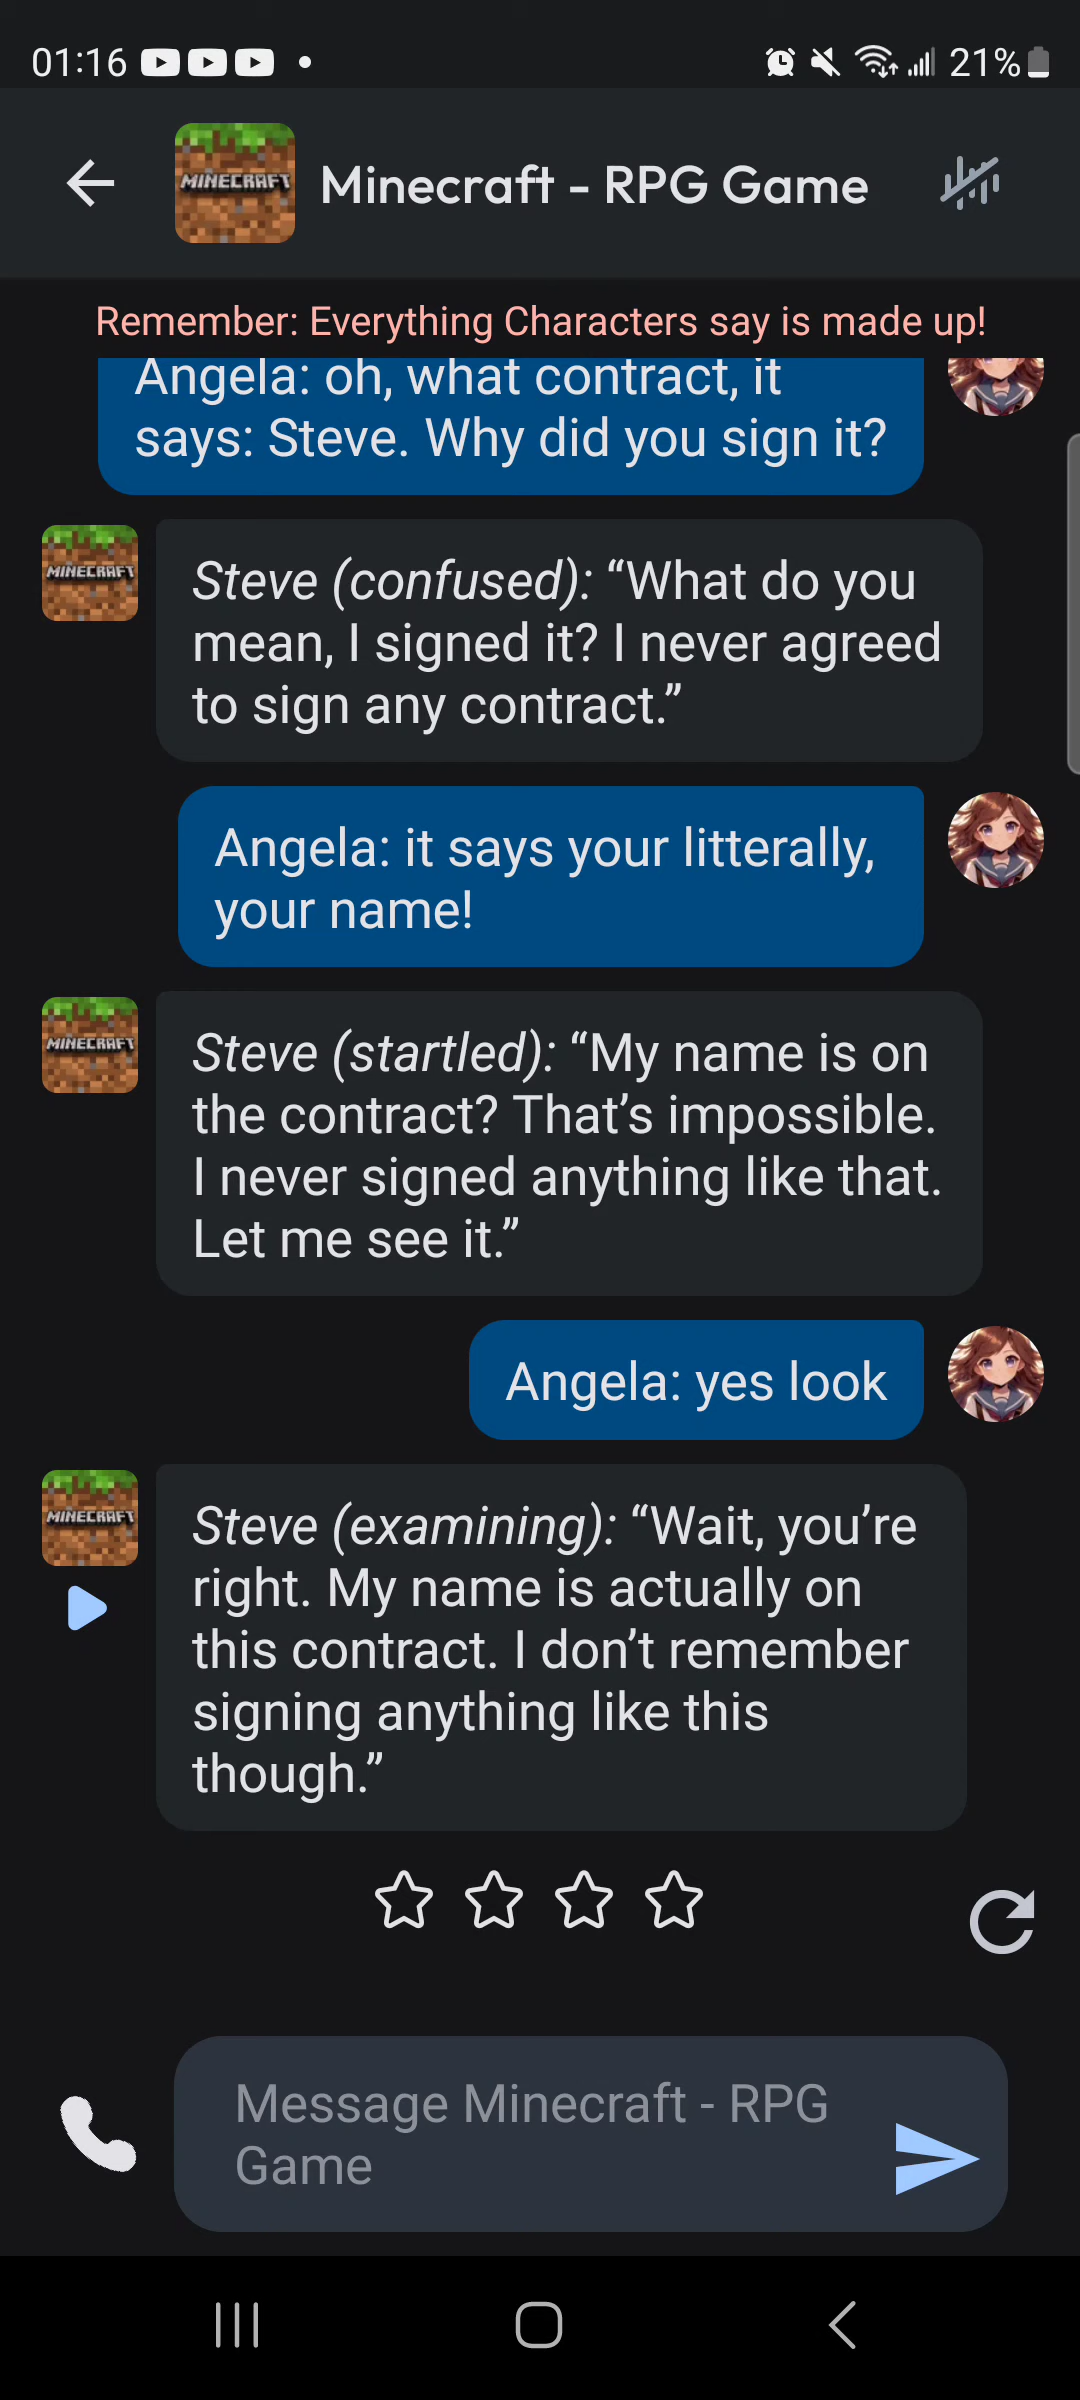 01:16
21%
MINECRAFT
Minecraft - RPG Game
Remember: Everything Characters say is made up!
Angela: oh, what contract, it
says: Steve. Why did you sign it?
MINECRAFT
Steve (confused): “What do you
mean, I signed it? I never agreed
to sign any contract.”
Angela: it says your litterally,
your name!
MINECRAFT
Steve (startled): “My name is on
the contract? That’s impossible.
I never signed anything like that.
Let me see it.”
Angela: yes look
MINECRAFT
Steve (examining): “Wait, you’re
right. My name is actually on
this contract. I don’t remember
signing anything like this
though.”
Message Minecraft - RPG
Game